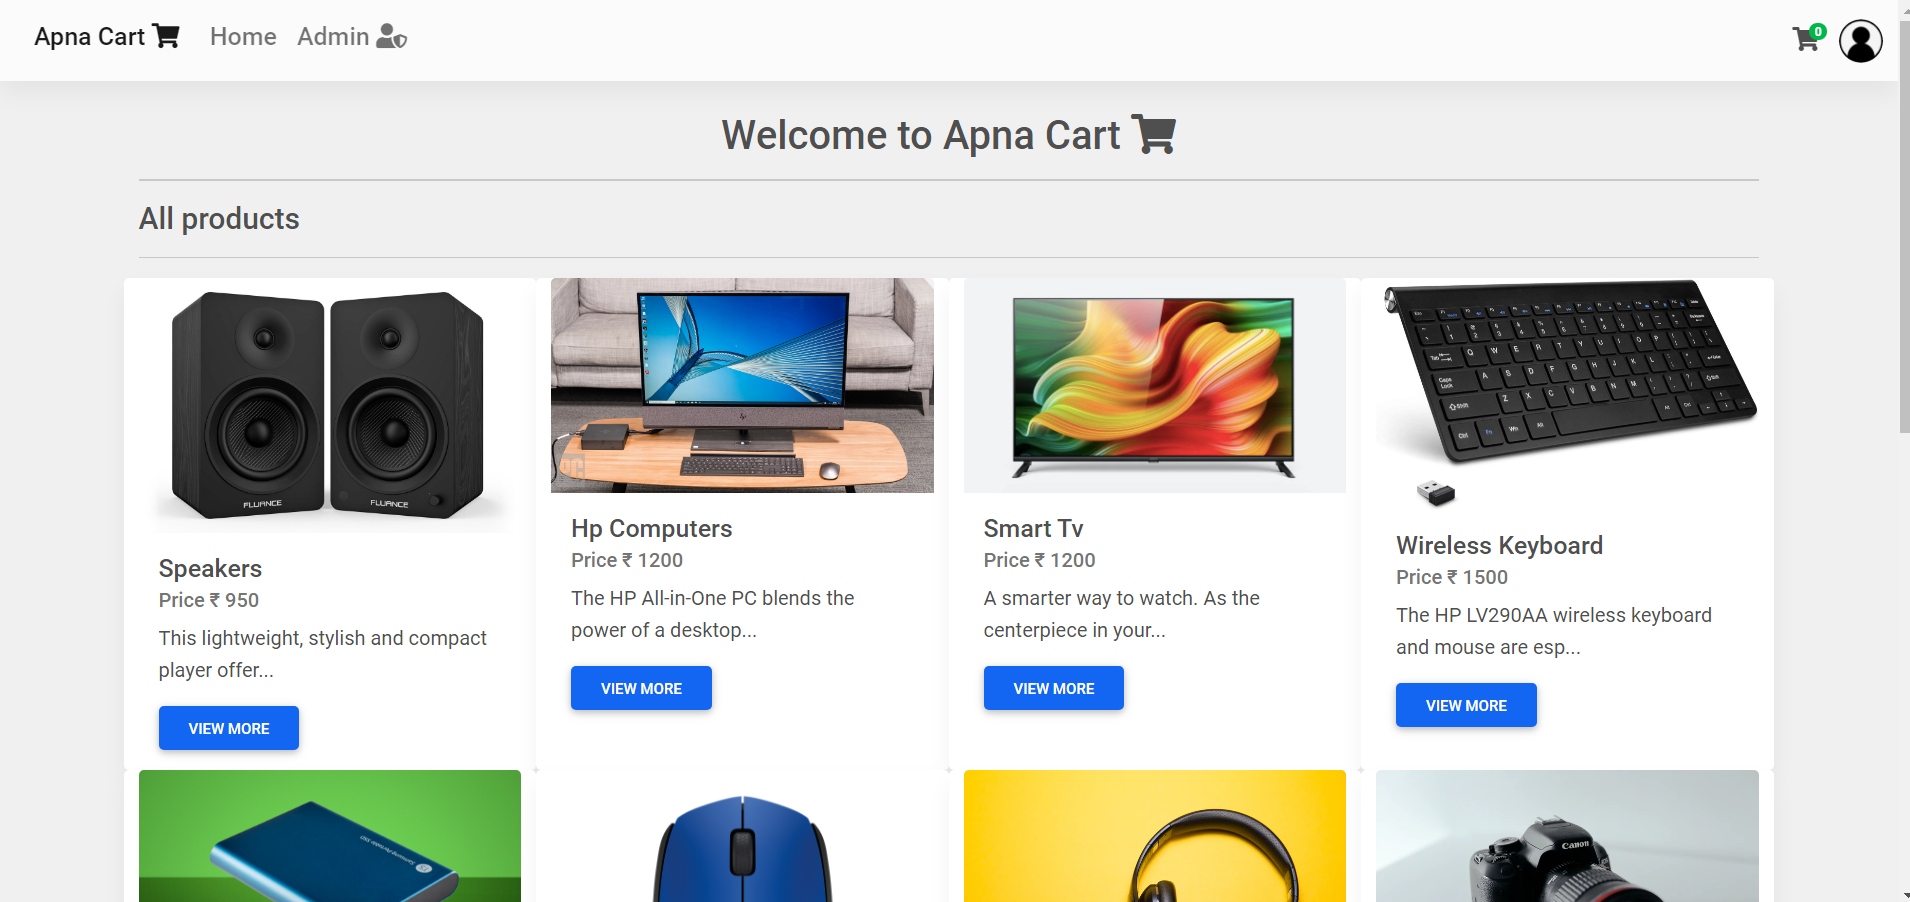 Apna Cart
Home
Admin
0
Welcome to Apna Cart
All products
FLUANCE
FLUANCE
Speakers
Price ₹ 950
This lightweight, stylish and compact
player offer...
VIEW MORE
Hp Computers
Price ₹ 1200
The HP All-in-One PC blends the
power of a desktop...
VIEW MORE
Smart Tv
Price ₹ 1200
A smarter way to watch. As the
centerpiece in your...
VIEW MORE
Wireless Keyboard
Price ₹ 1500
The HP LV290AA wireless keyboard
and mouse are esp...
VIEW MORE
Samsung Portable SSD
Canon